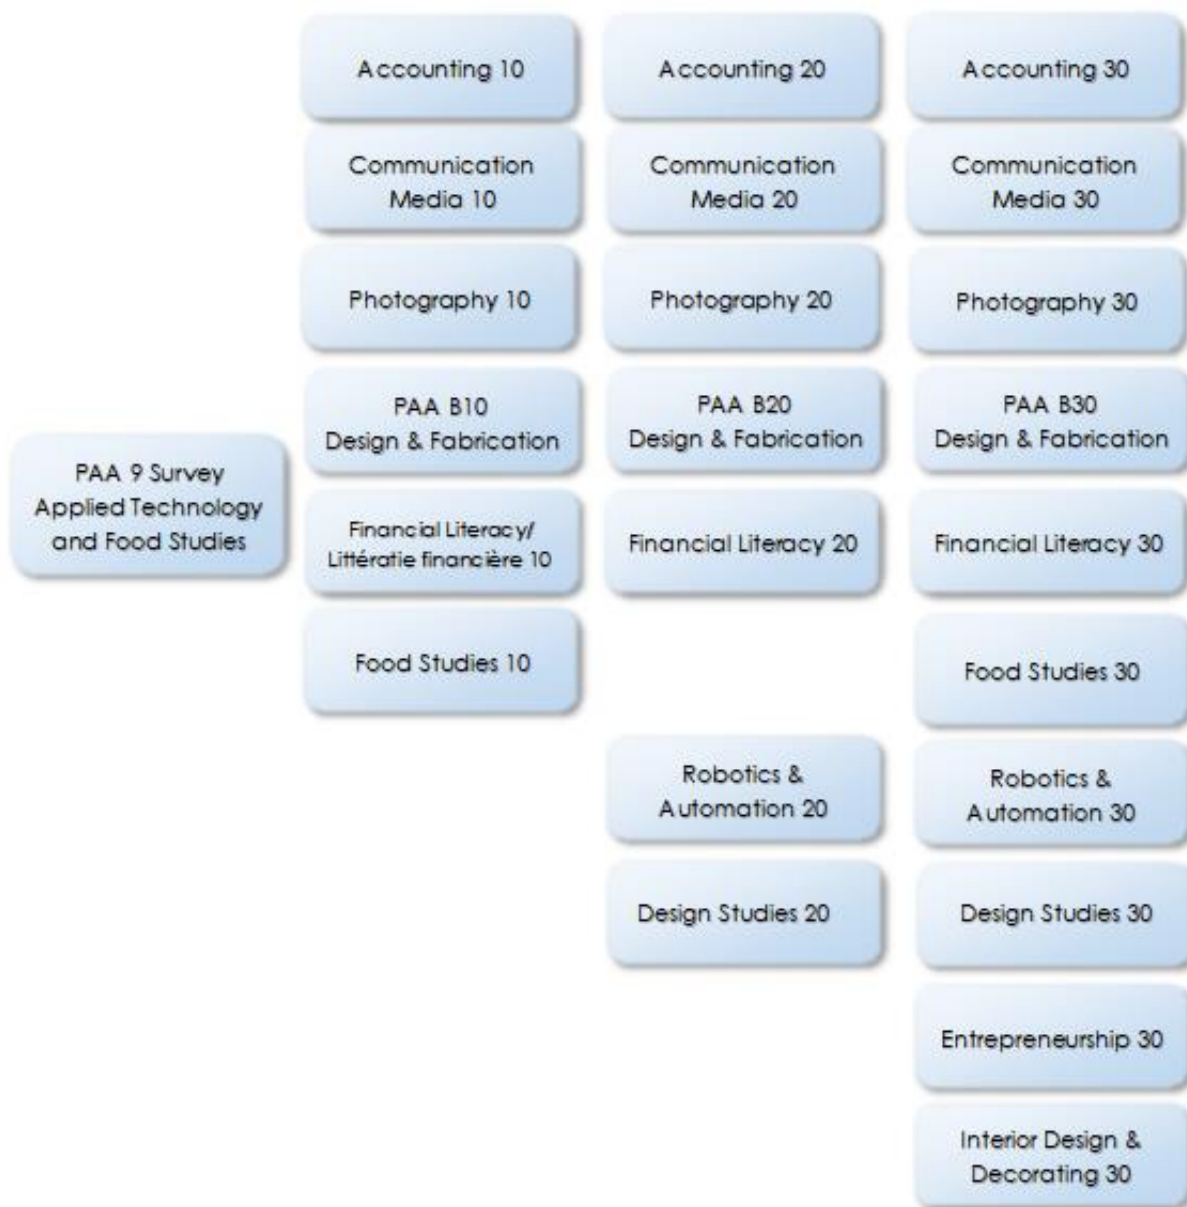 Accounting 10
Accounting 20
Accounting 30
Communication
Media 10
Communication
Media 20
Communication
Media 30
Photography 10
Photography 20
Photography 30
PAA B10
Design & Fabrication
PAA B20
Design & Fabrication
PAA B30
Design & Fabrication
PAA 9 Survey
Applied Technology
and Food Studies
Financial Literacy/
Littératie financière 10
Financial Literacy 20
Financial Literacy 30
Food Studies 10
Food Studies 30
Robotics &
Automation 20
Robotics &
Automation 30
Design Studies 20
Design Studies 30
Entrepreneurship 30
Interior Design &
Decorating 30